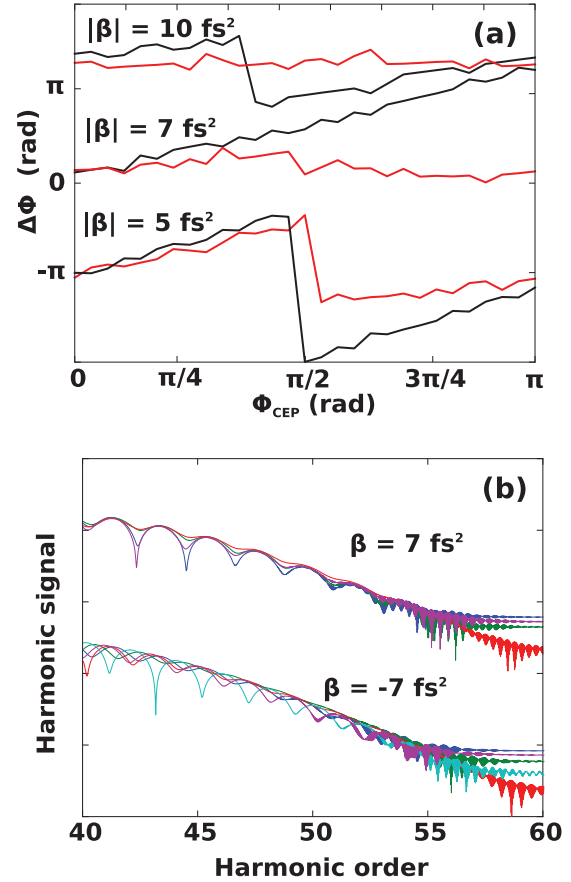 |β| = 10 fs²
(a)
π
|β| = 7 fs²
0
|β| = 5 fs²
-π
ΔΦ (rad)
0 π/4 π/2 3π/4 π
Φ_CEP (rad)
(b)
β = 7 fs²
β = -7 fs²
Harmonic signal
40 45 50 55 60
Harmonic order